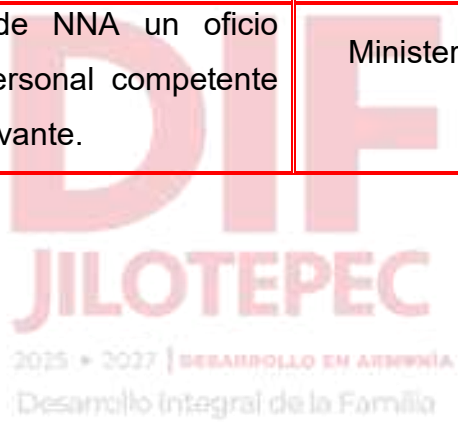 de NNA un oficio
ersonal competente
vante.
Minister
DIF
JILOTEPEC
2025 • 2027 | DESARROLLO EN ARMONÍA
Desarrollo Integral de la Familia